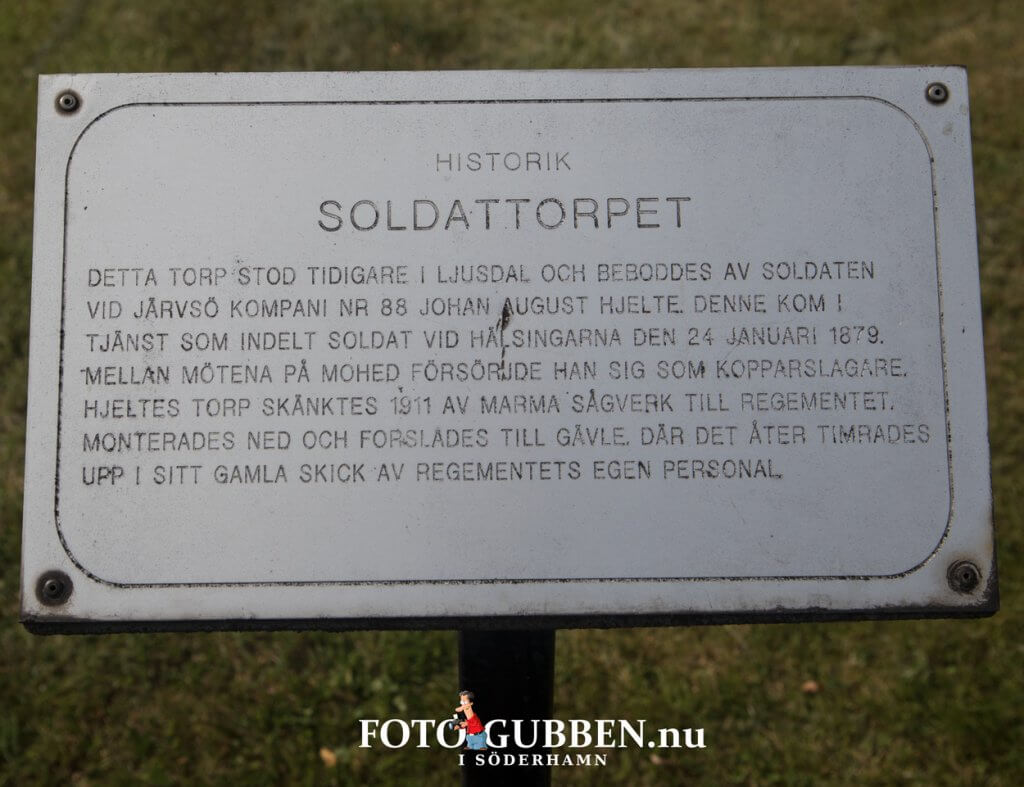 HISTORIK
SOLDATTORPET
DETTA TORP STOD TIDIGARE I LJUSDAL OCH BEBODDES AV SOLDATEN
VID JÄRVSÖ KOMPANI NR 88 JOHAN AUGUST HJELTE. DENNE KOM I
TJÄNST SOM INDELT SOLDAT VID HÄLSINGARNA DEN 24 JANUARI 1879.
MELLAN MÖTENA PÅ MOHED FÖRSÖRJDE HAN SIG SOM KOPPARSLAGARE.
HJELTES TORP SKÄNKTES 1911 AV MARMA SÅGVERK TILL REGEMENTET.
MONTERADES NED OCH FORSLADES TILL GÄVLE, DÄR DET ÅTER TIMRADES
UPP I SITT GAMLA SKICK AV REGEMENTETS EGEN PERSONAL
FOTOGUBBEN.nu
I SÖDERHAMN